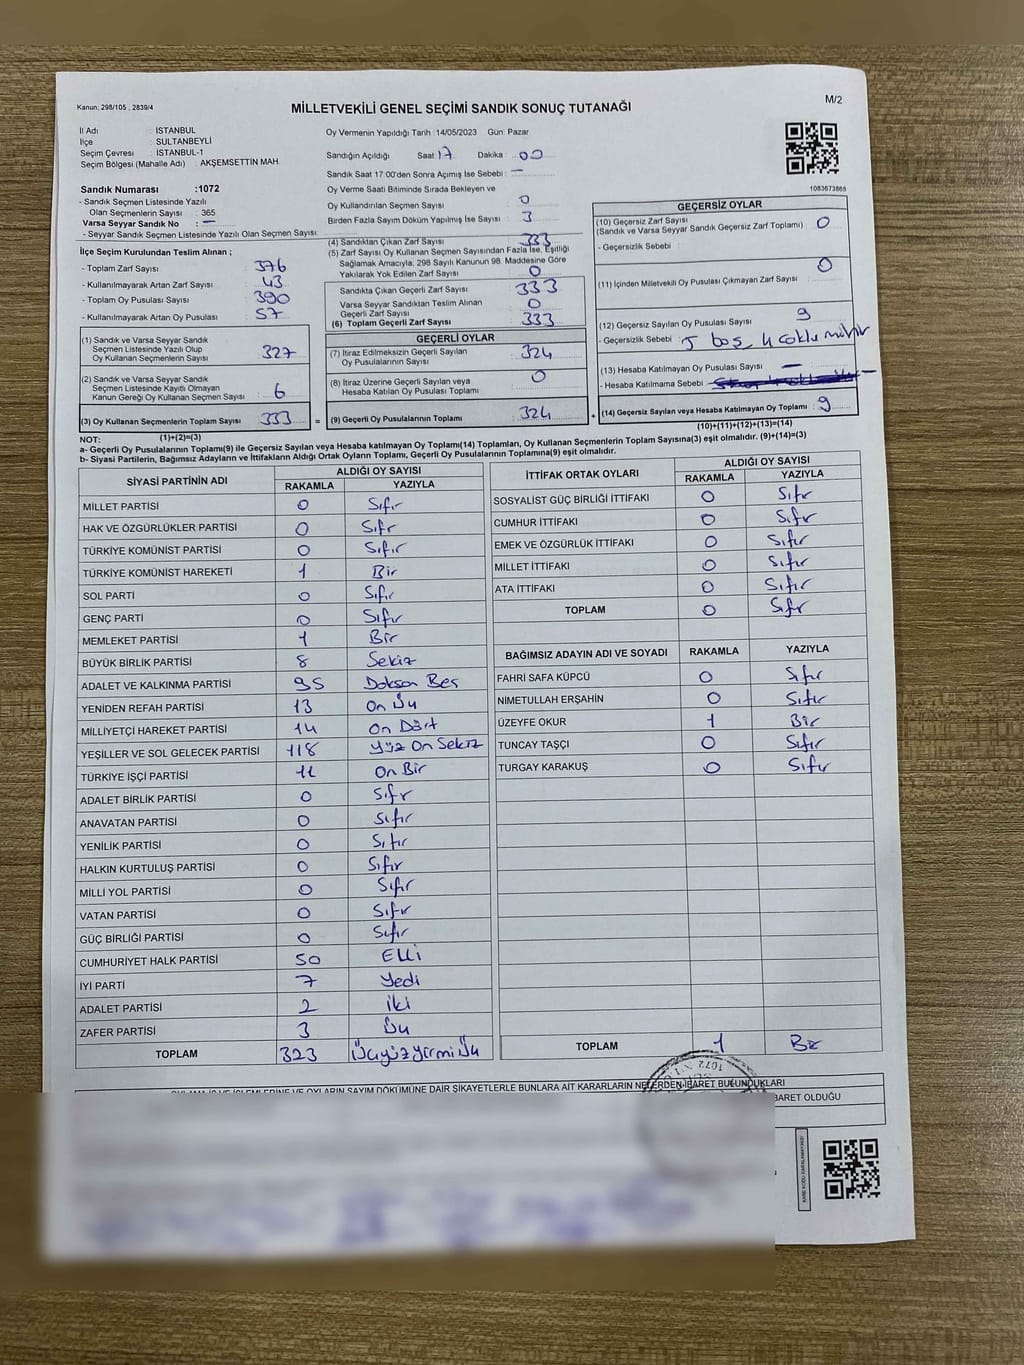 Kanun, 298/105 , 2839/4
MİLLETVEKİLİ GENEL SEÇİMİ SANDIK SONUÇ TUTANAĞI
M/2
İl Adı : İSTANBUL
İlçe : SULTANBEYLİ
Seçim Çevresi : İSTANBUL-1
Seçim Bölgesi (Mahalle Adı) : AKŞEMSETTİN MAH.
Sandık Numarası :1072
- Sandık Seçmen Listesinde Yazılı
Olan Seçmenlerin Sayısı : 365
Varsa Seyyar Sandık No : —
- Seyyar Sandık Seçmen Listesinde Yazılı Olan Seçmen Sayısı:
Oy Vermenin Yapıldığı Tarih :14/05/2023 Gün: Pazar
Sandığın Açıldığı Saat: 17 Dakika : 00
Sandık Saat 17:00'den Sonra Açılmış İse Sebebi : —
Oy Verme Saati Bitiminde Sırada Bekleyen ve
Oy Kullandırılan Seçmen Sayısı : 0
Birden Fazla Sayım Döküm Yapılmış İse Sayısı : 3
1083673868
İlçe Seçim Kurulundan Teslim Alınan ;
- Toplam Zarf Sayısı : 376
- Kullanılmayarak Artan Zarf Sayısı : 43
- Toplam Oy Pusulası Sayısı : 390
- Kullanılmayarak Artan Oy Pusulası : 57
(1) Sandık ve Varsa Seyyar Sandık
Seçmen Listesinde Yazılı Olup
Oy Kullanan Seçmenlerin Sayısı : 327
(2) Sandık ve Varsa Seyyar Sandık
Seçmen Listesinde Kayıtlı Olmayan
Kanun Gereği Oy Kullanan Seçmen Sayısı : 6
(3) Oy Kullanan Seçmenlerin Toplam Sayısı : 333
(1)+(2)=(3)
(4) Sandıktan Çıkan Zarf Sayısı : 333
(5) Zarf Sayısı Oy Kullanan Seçmen Sayısından Fazla İse, Eşitliği
Sağlamak Amacıyla, 298 Sayılı Kanunun 98. Maddesine Göre
Yakılarak Yok Edilen Zarf Sayısı : 0
Sandıkta Çıkan Geçerli Zarf Sayısı : 333
Varsa Seyyar Sandıktan Teslim Alınan
Geçerli Zarf Sayısı : 0
(6) Toplam Geçerli Zarf Sayısı : 333
GEÇERLİ OYLAR
(7) İtiraz Edilmeksizin Geçerli Sayılan
Oy Pusulalarının Sayısı : 324
(8) İtiraz Üzerine Geçerli Sayılan veya
Hesaba Katılan Oy Pusulası Toplamı : 0
= (9) Geçerli Oy Pusulalarının Toplamı : 324
GEÇERSİZ OYLAR
(10) Geçersiz Zarf Sayısı : 0
(Sandık ve Varsa Seyyar Sandık Geçersiz Zarf Toplamı)
- Geçersizlik Sebebi :
(11) İçinden Milletvekili Oy Pusulası Çıkmayan Zarf Sayısı : 0
(12) Geçersiz Sayılan Oy Pusulası Sayısı : 9
- Geçersizlik Sebebi : 5 boş, 4 çoklu mühür
(13) Hesaba Katılmayan Oy Pusulası Sayısı : —
- Hesaba Katılmama Sebebi : —
+ (14) Geçersiz Sayılan veya Hesaba Katılmayan Oy Toplamı : 9
(10)+(11)+(12)+(13)=(14)
NOT:
a- Geçerli Oy Pusulalarının Toplamı(9) ile Geçersiz Sayılan veya Hesaba katılmayan Oy Toplamı(14) Toplamları, Oy Kullanan Seçmenlerin Toplam Sayısına(3) eşit olmalıdır. (9)+(14)=(3)
b- Siyasi Partilerin, Bağımsız Adayların ve İttifakların Aldığı Ortak Oyların Toplamı, Geçerli Oy Pusulalarının Toplamına(9) eşit olmalıdır.
SİYASİ PARTİNİN ADI ALDIĞI OY SAYISI
RAKAMLA YAZIYLA
MİLLET PARTİSİ 0 Sıfır
HAK VE ÖZGÜRLÜKLER PARTİSİ 0 Sıfır
TÜRKİYE KOMÜNİST PARTİSİ 0 Sıfır
TÜRKİYE KOMÜNİST HAREKETİ 1 Bir
SOL PARTİ 0 Sıfır
GENÇ PARTİ 0 Sıfır
MEMLEKET PARTİSİ 1 Bir
BÜYÜK BİRLİK PARTİSİ 8 Sekiz
ADALET VE KALKINMA PARTİSİ 95 Doksan Beş
YENİDEN REFAH PARTİSİ 13 On Üç
MİLLİYETÇİ HAREKET PARTİSİ 14 On Dört
YEŞİLLER VE SOL GELECEK PARTİSİ 118 Yüz On Sekiz
TÜRKİYE İŞÇİ PARTİSİ 11 On Bir
ADALET BİRLİK PARTİSİ 0 Sıfır
ANAVATAN PARTİSİ 0 Sıfır
YENİLİK PARTİSİ 0 Sıfır
HALKIN KURTULUŞ PARTİSİ 0 Sıfır
MİLLİ YOL PARTİSİ 0 Sıfır
VATAN PARTİSİ 0 Sıfır
GÜÇ BİRLİĞİ PARTİSİ 0 Sıfır
CUMHURİYET HALK PARTİSİ 50 Elli
İYİ PARTİ 7 Yedi
ADALET PARTİSİ 2 İki
ZAFER PARTİSİ 3 Üç
TOPLAM 323 Üçyüzyirmi Üç
İTTİFAK ORTAK OYLARI ALDIĞI OY SAYISI
RAKAMLA YAZIYLA
SOSYALİST GÜÇ BİRLİĞİ İTTİFAKI 0 Sıfır
CUMHUR İTTİFAKI 0 Sıfır
EMEK VE ÖZGÜRLÜK İTTİFAKI 0 Sıfır
MİLLET İTTİFAKI 0 Sıfır
ATA İTTİFAKI 0 Sıfır
TOPLAM 0 Sıfır
BAĞIMSIZ ADAYIN ADI VE SOYADI RAKAMLA YAZIYLA
FAHRİ SAFA KÜPCÜ 0 Sıfır
NİMETULLAH ERŞAHİN 0 Sıfır
ÜZEYFE OKUR 1 Bir
TUNCAY TAŞÇI 0 Sıfır
TURGAY KARAKUŞ 0 Sıfır
TOPLAM 1 Bir
VE OYLARIN SAYIM DÖKÜMÜNE DAİR ŞİKAYETLERLE BUNLARA AİT KARARLARIN NELERDEN İBARET BULUNDUKLARI
İBARET OLDUĞU
1072